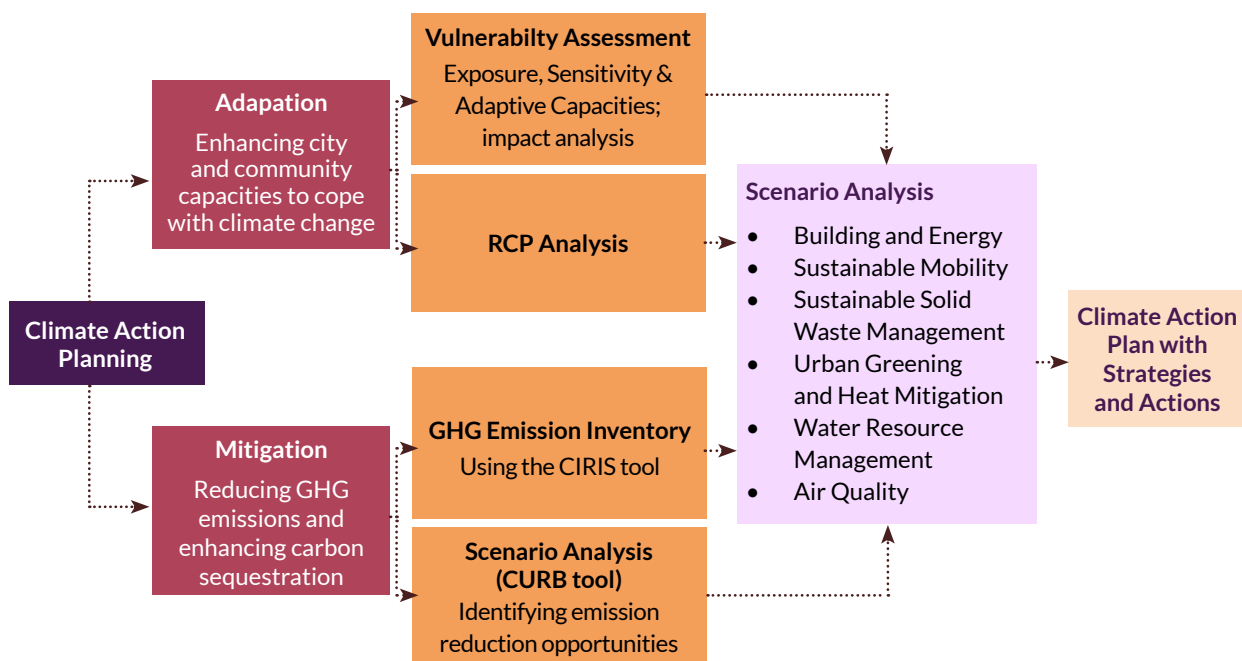 Climate Action
Planning
Adapation
Enhancing city
and community
capacities to cope
with climate change
Mitigation
Reducing GHG
emissions and
enhancing carbon
sequestration
Vulnerabilty Assessment
Exposure, Sensitivity &
Adaptive Capacities;
impact analysis
RCP Analysis
GHG Emission Inventory
Using the CIRIS tool
Scenario Analysis
(CURB tool)
Identifying emission
reduction opportunities
Scenario Analysis
• Building and Energy
• Sustainable Mobility
• Sustainable Solid
Waste Management
• Urban Greening
and Heat Mitigation
• Water Resource
Management
• Air Quality
Climate Action
Plan with
Strategies
and Actions